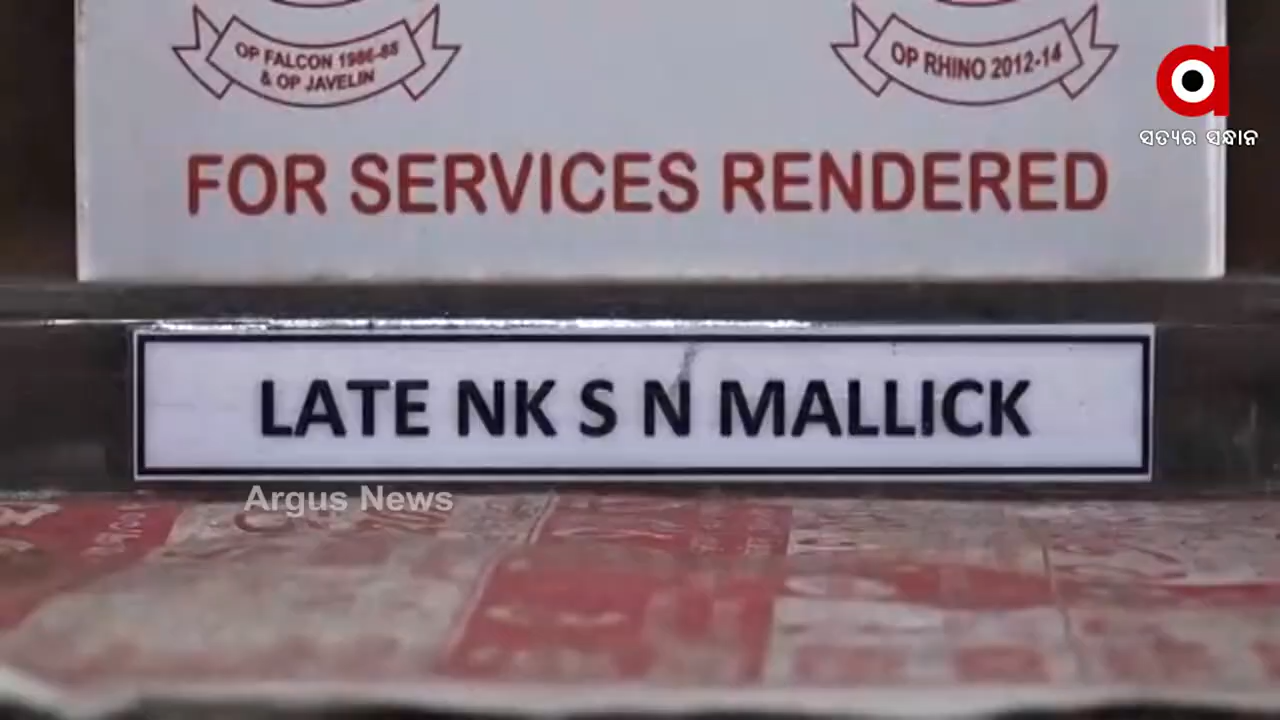 OP FALCON 1986-88
& OP JAVELIN
OP RHINO 2012-14
ସତ୍ୟର ସନ୍ଧାନ
FOR SERVICES RENDERED
LATE NK S N MALLICK
Argus News